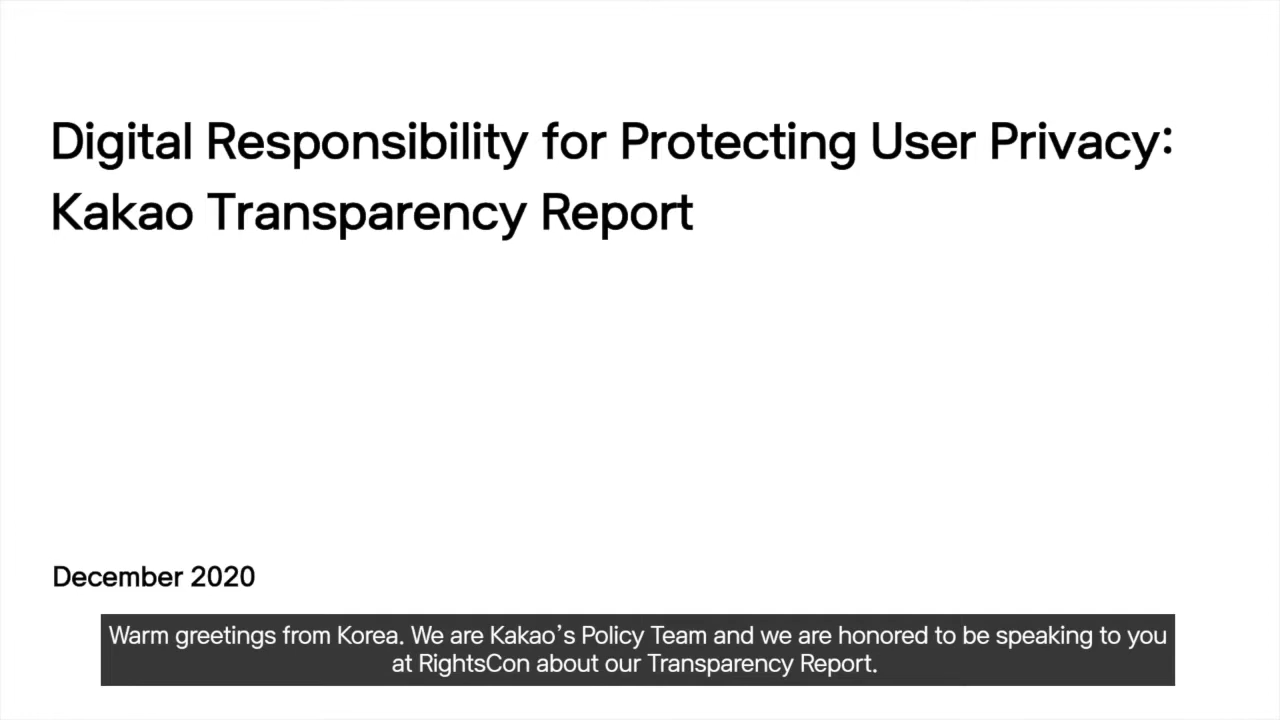 Digital Responsibility for Protecting User Privacy:
Kakao Transparency Report
December 2020
Warm greetings from Korea. We are Kakao's Policy Team and we are honored to be speaking to you
at RightsCon about our Transparency Report.